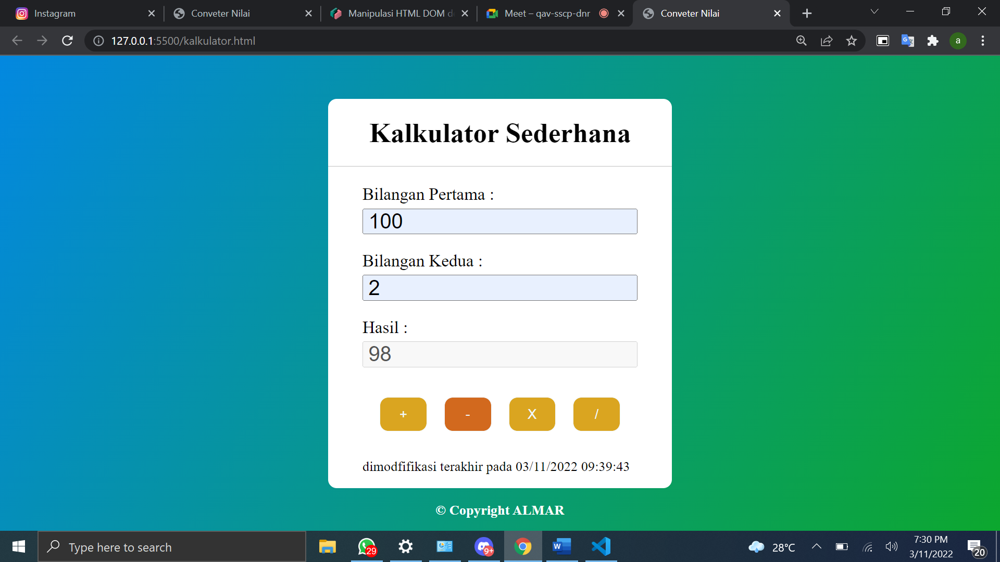 Instagram
Conveter Nilai
Manipulasi HTML DOM
Meet – qav-sscp-dnr
Conveter Nilai
127.0.0.1:5500/kalkulator.html
a
Kalkulator Sederhana
Bilangan Pertama :
100
Bilangan Kedua :
2
Hasil :
98
+ - X /
dimodfifikasi terakhir pada 03/11/2022 09:39:43
© Copyright ALMAR
Type here to search
29
9+
W
28°C
7:30 PM
3/11/2022
20